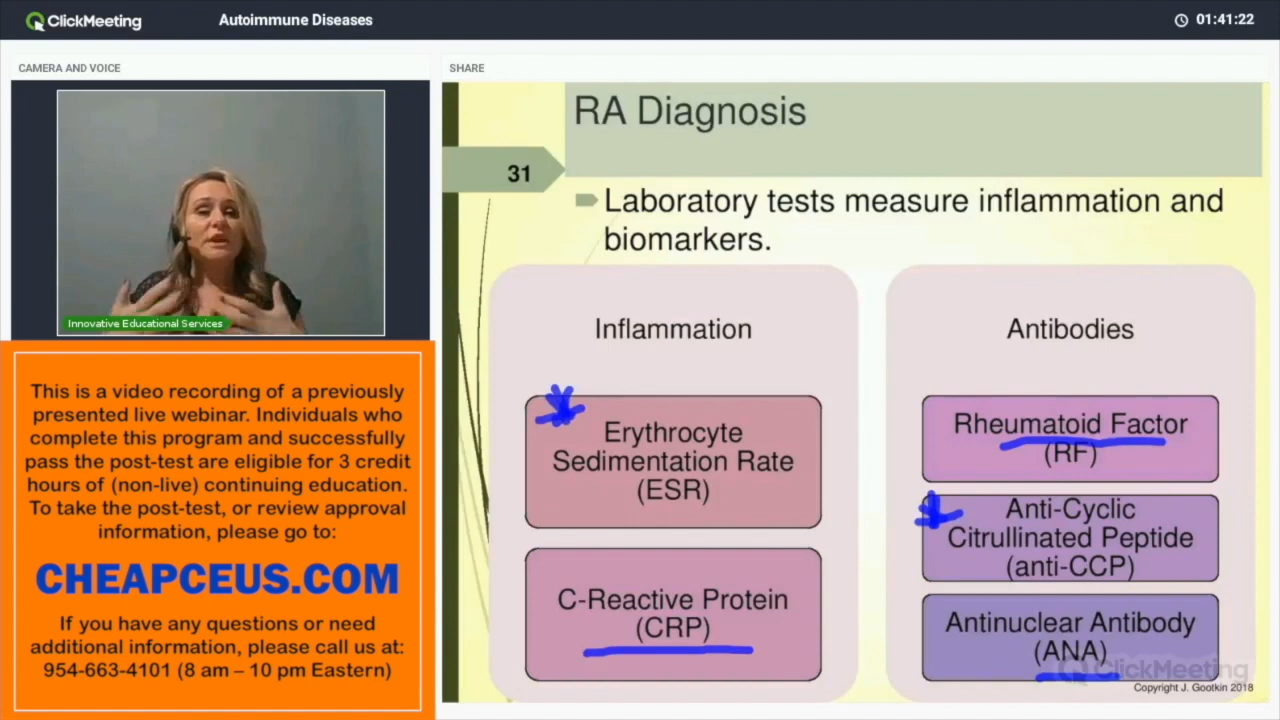 ClickMeeting
Autoimmune Diseases
01:41:22
CAMERA AND VOICE
SHARE
Innovative Educational Services
This is a video recording of a previously
presented live webinar. Individuals who
complete this program and successfully
pass the post-test are eligible for 3 credit
hours of (non-live) continuing education.
To take the post-test, or review approval
information, please go to:
CHEAPCEUS.COM
If you have any questions or need
additional information, please call us at:
954-663-4101 (8 am – 10 pm Eastern)
RA Diagnosis
31
Laboratory tests measure inflammation and
biomarkers.
Inflammation
Erythrocyte
Sedimentation Rate
(ESR)
C-Reactive Protein
(CRP)
Antibodies
Rheumatoid Factor
(RF)
Anti-Cyclic
Citrullinated Peptide
(anti-CCP)
Antinuclear Antibody
(ANA)
ClickMeeting
Copyright J. Gootkin 2018